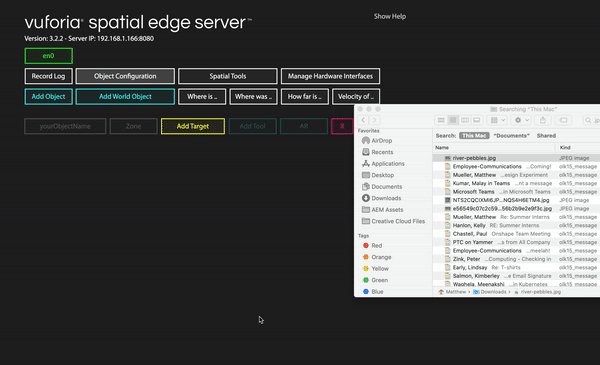 vuforia® spatial edge server™
Show Help
Version: 3.2.2 - Server IP: 192.168.1.166:8080
en0
Record Log
Object Configuration
Spatial Tools
Manage Hardware Interfaces
Add Object
Add World Object
Where is ..
Where was ..
How far is ..
Velocity of ..
yourObjectName
Zone
Add Target
Add Tool
Searching "This Mac"
Favorites
AirDrop
Recents
Applications
Desktop
Documents
Downloads
AEM Assets
Creative Cloud Files
Tags
Red
Orange
Yellow
Green
Blue
Search: This Mac "Documents" Shared
Name Kind
river-pebbles.jpg JPEG image
Employee-Communications ...Coming! olk15_message
Mueller, Matthew ...esign Experiment olk15_message
Kumar, Malay in Teams ...nt a message olk15_message
Microsoft Teams ...in Microsoft Teams olk15_message
JPEG image
e56549c07c2c59...56b2b9e2e9f3c.jpg JPEG image
Mueller, Matthew RE: Summer Interns olk15_message
Hanlon, Kelly RE: Summer Interns olk15_message
Chastell, Paul Onshape Team Meeting olk15_message
PTC on Yammer ...s from All Company olk15_message
Employee-Communications ...meelah! olk15_message
Zink, Peter ...Computing - Checking in olk15_message
Early, Lindsay Re: T-shirts olk15_message
Salmon, Kimberley ...e Email Signature olk15_message
Wagholi, Meenakshi ...in Kubernetes olk15_message
Matthew › Downloads › river-pebbles.jpg